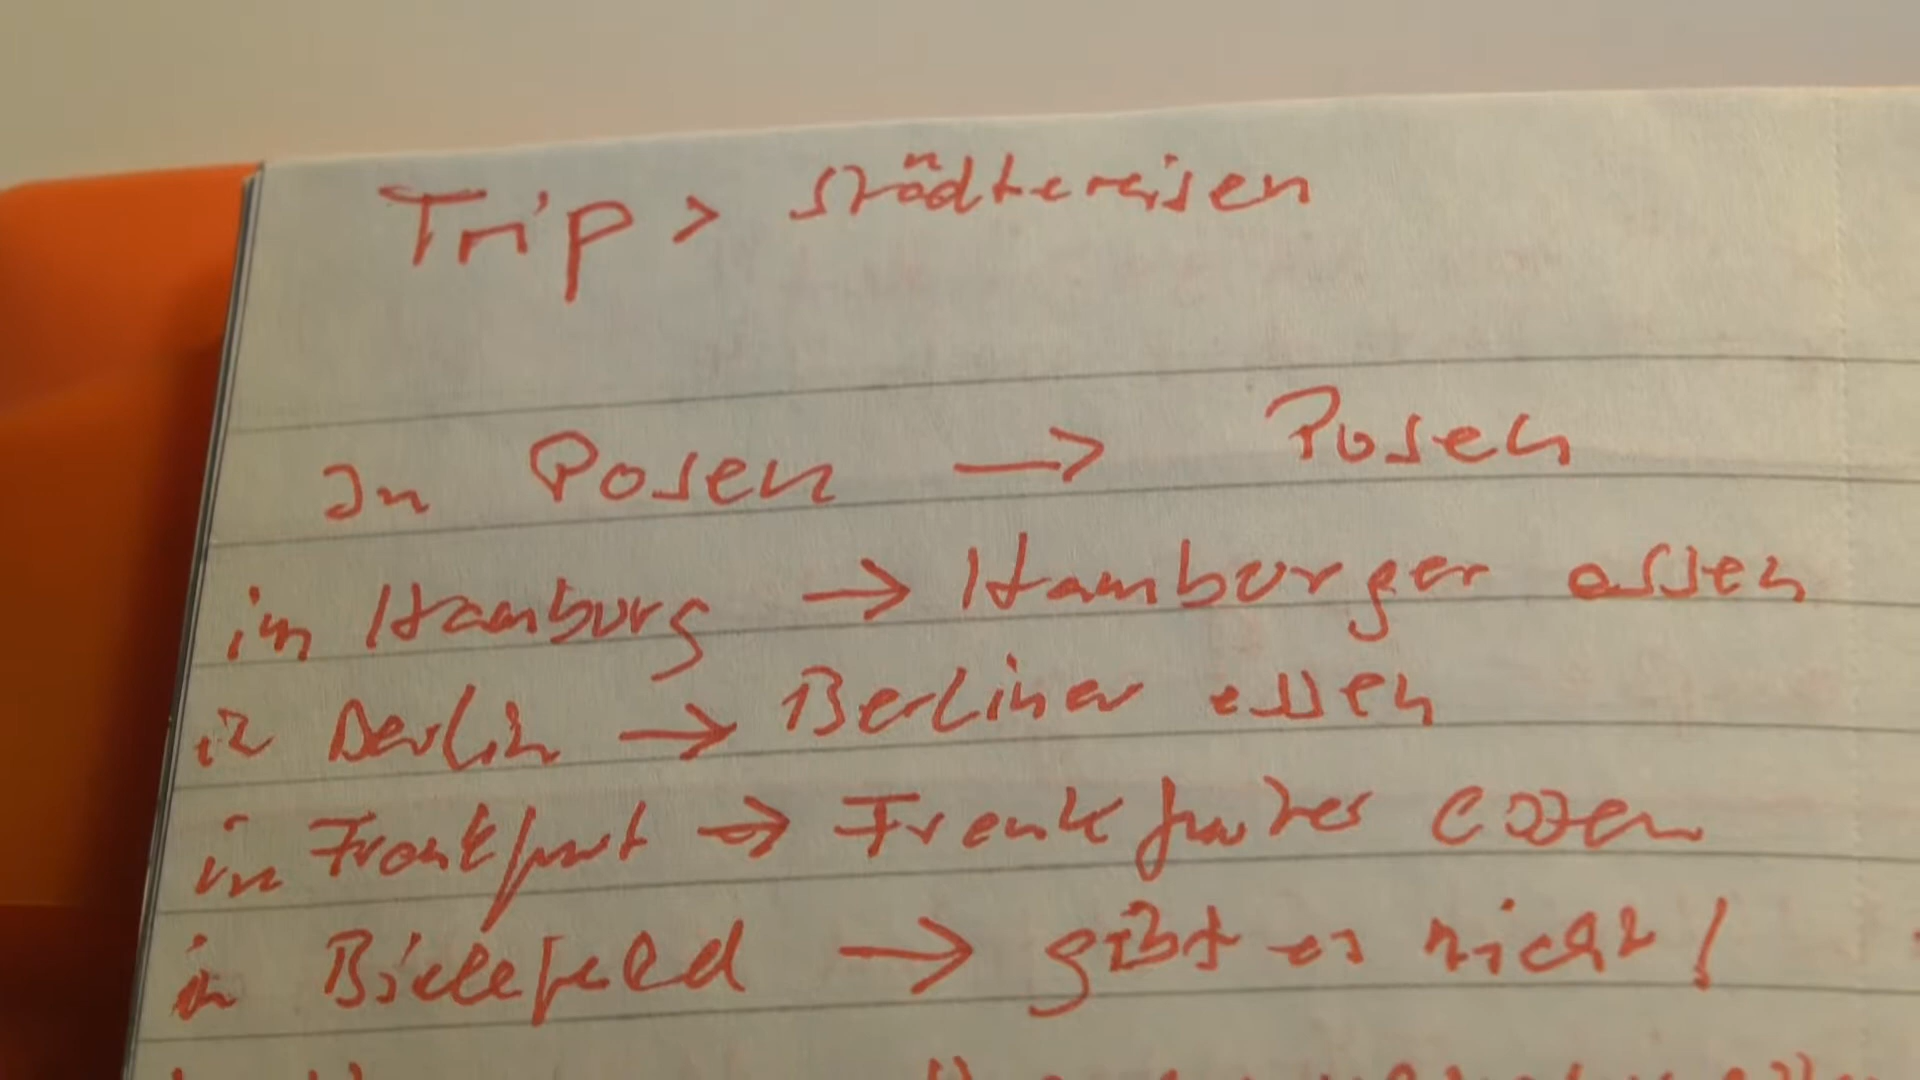 Trip > Städtereisen
In Posen → Posen
in Hamburg → Hamburger essen
in Berlin → Berliner essen
in Frankfurt → Frankfurter essen
in Bielefeld → gibt es nicht!